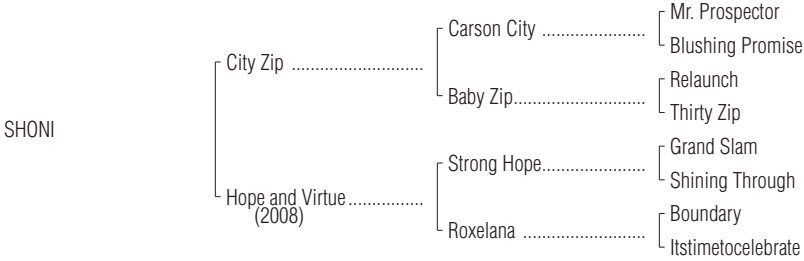 Mr. Prospector
Carson City ......................
Blushing Promise
City Zip ............................
Relaunch
Baby Zip............................
Thirty Zip
SHONI
Grand Slam
Strong Hope......................
Shining Through
Hope and Virtue................
(2008)
Boundary
Roxelana ..........................
Itstimetocelebrate